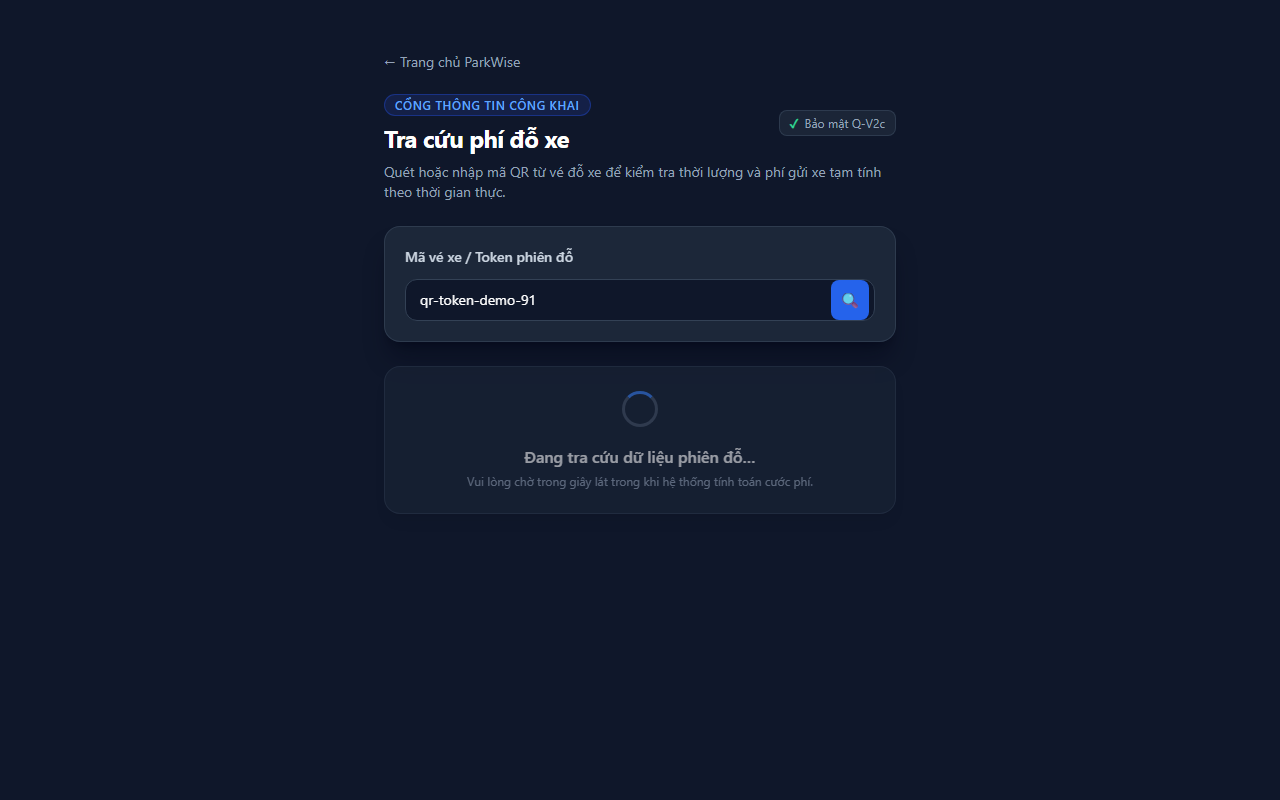 ← Trang chủ ParkWise
CỔNG THÔNG TIN CÔNG KHAI
Tra cứu phí đỗ xe
✓ Bảo mật Q-V2c
Quét hoặc nhập mã QR từ vé đỗ xe để kiểm tra thời lượng và phí gửi xe tạm tính
theo thời gian thực.
Mã vé xe / Token phiên đỗ
qr-token-demo-91
Đang tra cứu dữ liệu phiên đỗ...
Vui lòng chờ trong giây lát trong khi hệ thống tính toán cước phí.